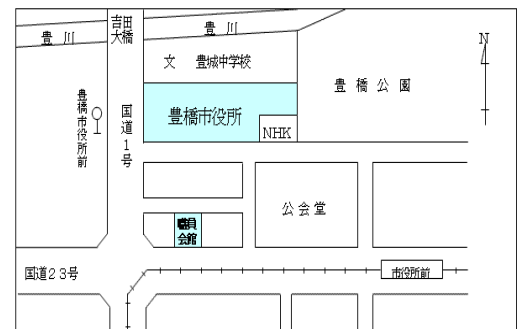 吉田
大橋
豊 川
豊 川
N
文 豊城中学校
豊 橋 公 園
豊橋市役所前
国道1号
豊橋市役所
NHK
公 会 堂
職員
会館
国道23号
市役所前